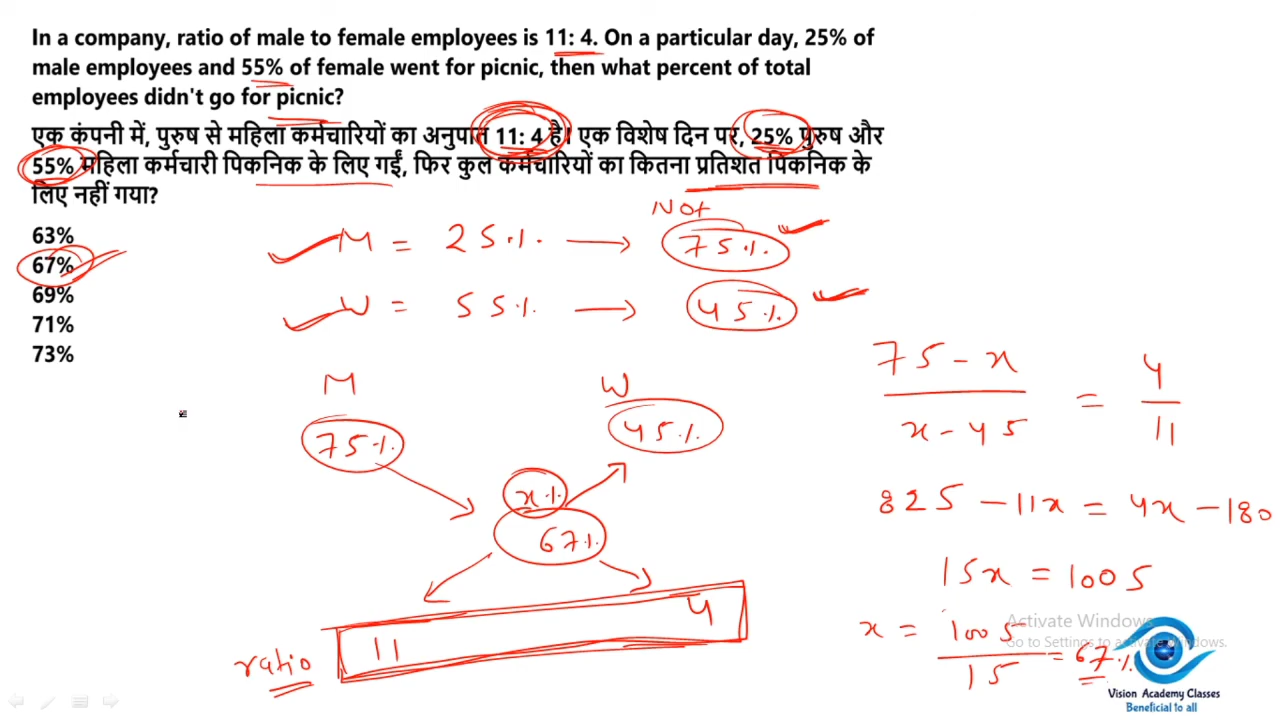 In a company, ratio of male to female employees is 11: 4. On a particular day, 25% of
male employees and 55% of female went for picnic, then what percent of total
employees didn't go for picnic?
एक कंपनी में, पुरुष से महिला कर्मचारियों का अनुपात 11: 4 है। एक विशेष दिन पर, 25% पुरुष और
55% महिला कर्मचारी पिकनिक के लिए गईं, फिर कुल कर्मचारियों का कितना प्रतिशत पिकनिक के
लिए नहीं गया?
63%
67%
69%
71%
73%
Not
M = 25% → 75%
W = 55% → 45%
M W
75% 45%
x%
67%
11 4
ratio
75 - x / x - 45 = 4 / 11
825 - 11x = 4x - 180
15x = 1005
x = 1005 / 15 = 67%
Activate Windows
Go to Settings to activate Windows.
Vision Academy Classes
Beneficial to all